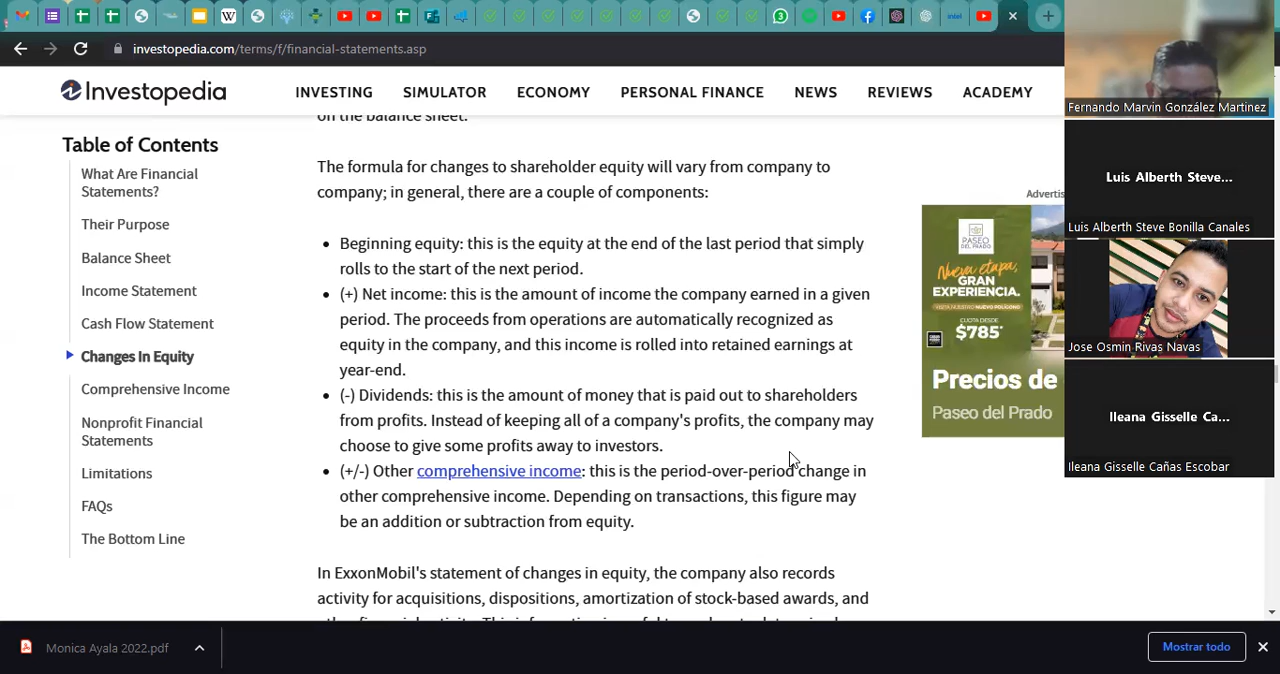 investopedia.com/terms/f/financial-statements.asp
Investopedia
INVESTING
SIMULATOR
ECONOMY
PERSONAL FINANCE
NEWS
REVIEWS
ACADEMY
Table of Contents
What Are Financial
Statements?
Their Purpose
Balance Sheet
Income Statement
Cash Flow Statement
Changes In Equity
Comprehensive Income
Nonprofit Financial
Statements
Limitations
FAQs
The Bottom Line
on the balance sheet.
The formula for changes to shareholder equity will vary from company to
company; in general, there are a couple of components:
Beginning equity: this is the equity at the end of the last period that simply
rolls to the start of the next period.
(+) Net income: this is the amount of income the company earned in a given
period. The proceeds from operations are automatically recognized as
equity in the company, and this income is rolled into retained earnings at
year-end.
(-) Dividends: this is the amount of money that is paid out to shareholders
from profits. Instead of keeping all of a company's profits, the company may
choose to give some profits away to investors.
(+/-) Other comprehensive income: this is the period-over-period change in
other comprehensive income. Depending on transactions, this figure may
be an addition or subtraction from equity.
In ExxonMobil's statement of changes in equity, the company also records
activity for acquisitions, dispositions, amortization of stock-based awards, and
Advertis
PASEO
DEL PRADO
Nueva etapa,
GRAN
EXPERIENCIA.
CUOTA DESDE
$785*
Precios de
Paseo del Prado
Fernando Marvin González Martinez
Luis Alberth Steve...
Luis Alberth Steve Bonilla Canales
Jose Osmin Rivas Navas
Ileana Gisselle Ca...
Ileana Gisselle Cañas Escobar
Monica Ayala 2022.pdf
Mostrar todo